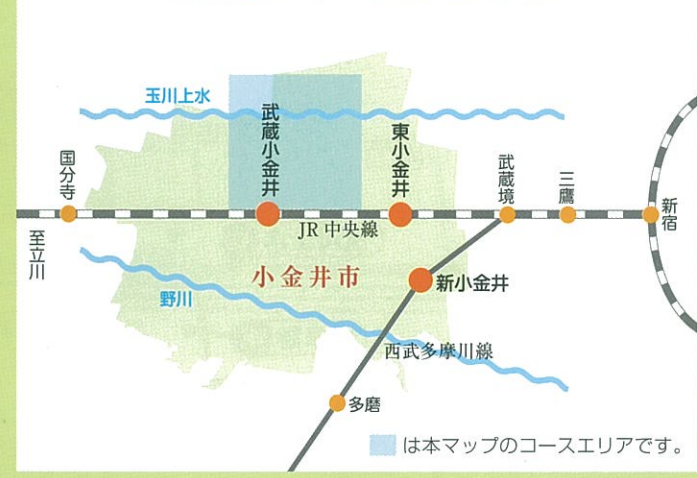 玉川上水
武蔵小金井
東小金井
国分寺
武蔵境
三鷹
新宿
JR中央線
至立川
小金井市
新小金井
野川
西武多摩川線
多磨
は本マップのコースエリアです。